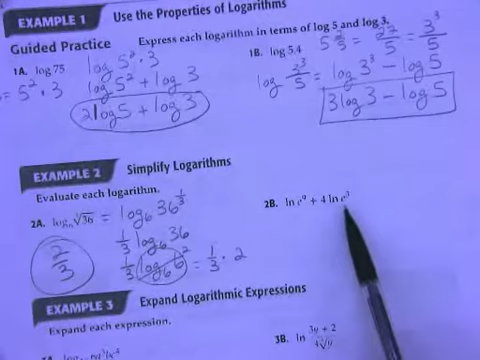 EXAMPLE 1 Use the Properties of Logarithms
Guided Practice Express each logarithm in terms of log 5 and log 3.
1A. log 75 log 5² · 3
= 5² · 3 log 5² + log 3
2 log 5 + log 3
1B. log 5.4 5 2/5 = 27/5 = 3³/5
log 3³/5 = log 3³ − log 5
3 log 3 − log 5
EXAMPLE 2 Simplify Logarithms
Evaluate each logarithm.
2A. log₆ ∛36 = log₆ 36^(1/3)
1/3 log₆ 36
2/3 1/3 log₆ 6² = 1/3 · 2
2B. ln e⁹ + 4 ln e³
EXAMPLE 3 Expand Logarithmic Expressions
Expand each expression.
3B. ln